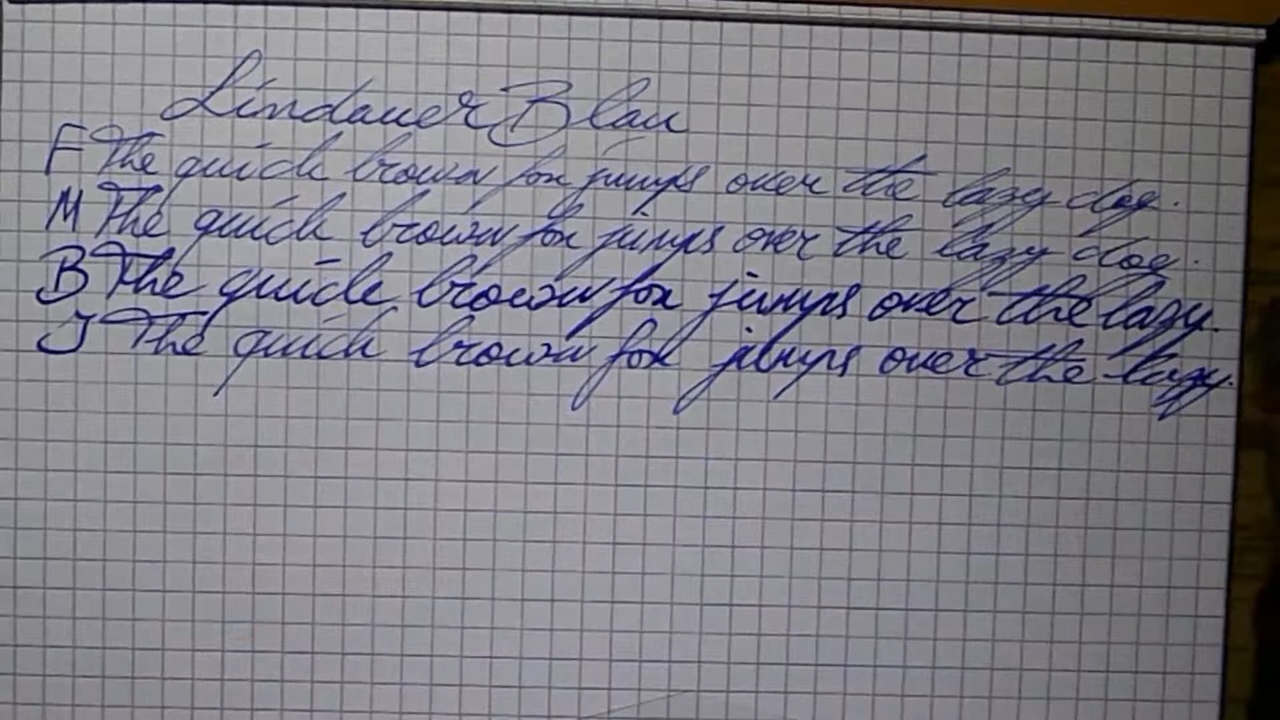 Lindauer Blau
F The quick brown fox jumps over the lazy dog.
M The quick brown fox jumps over the lazy dog.
B The quick brown fox jumps over the lazy.
J The quick brown fox jumps over the lazy.